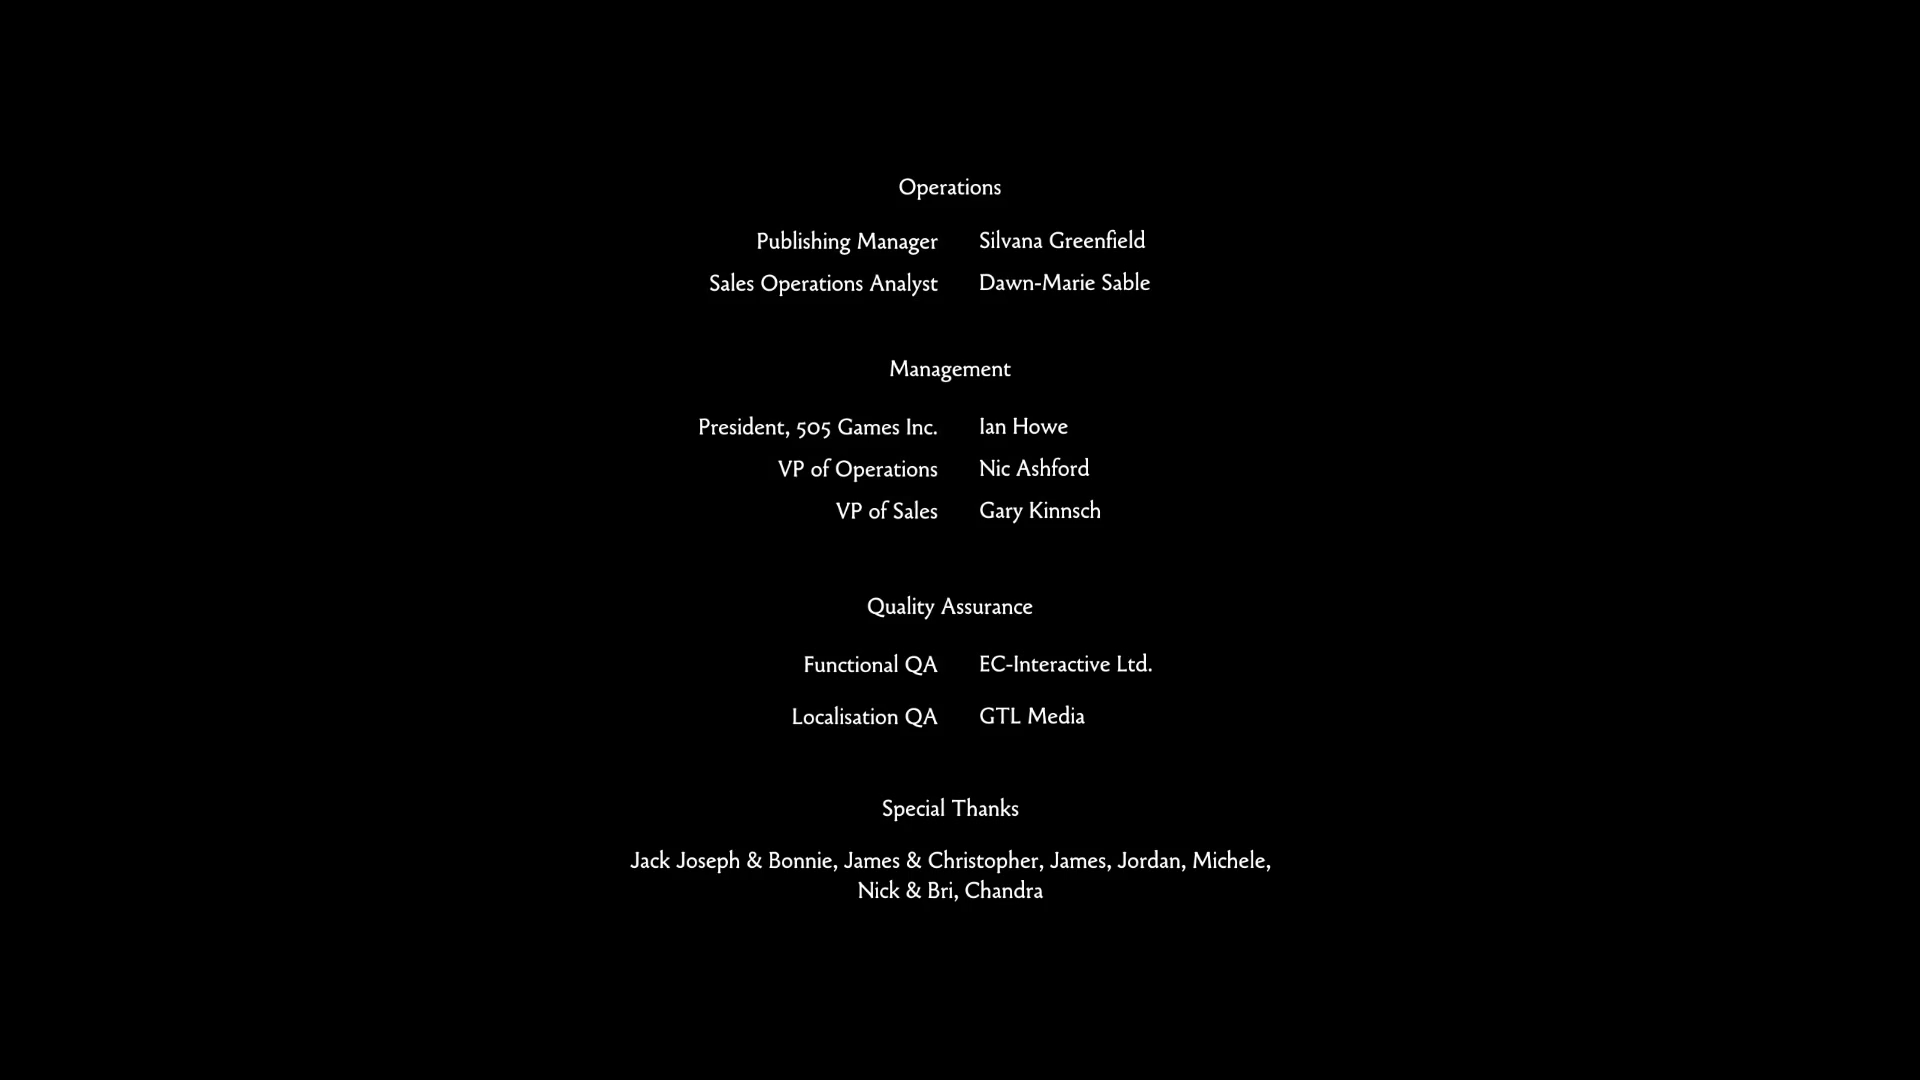 Operations
Publishing Manager Silvana Greenfield
Sales Operations Analyst Dawn-Marie Sable
Management
President, 505 Games Inc. Ian Howe
VP of Operations Nic Ashford
VP of Sales Gary Kinnsch
Quality Assurance
Functional QA EC-Interactive Ltd.
Localisation QA GTL Media
Special Thanks
Jack Joseph & Bonnie, James & Christopher, James, Jordan, Michele,
Nick & Bri, Chandra